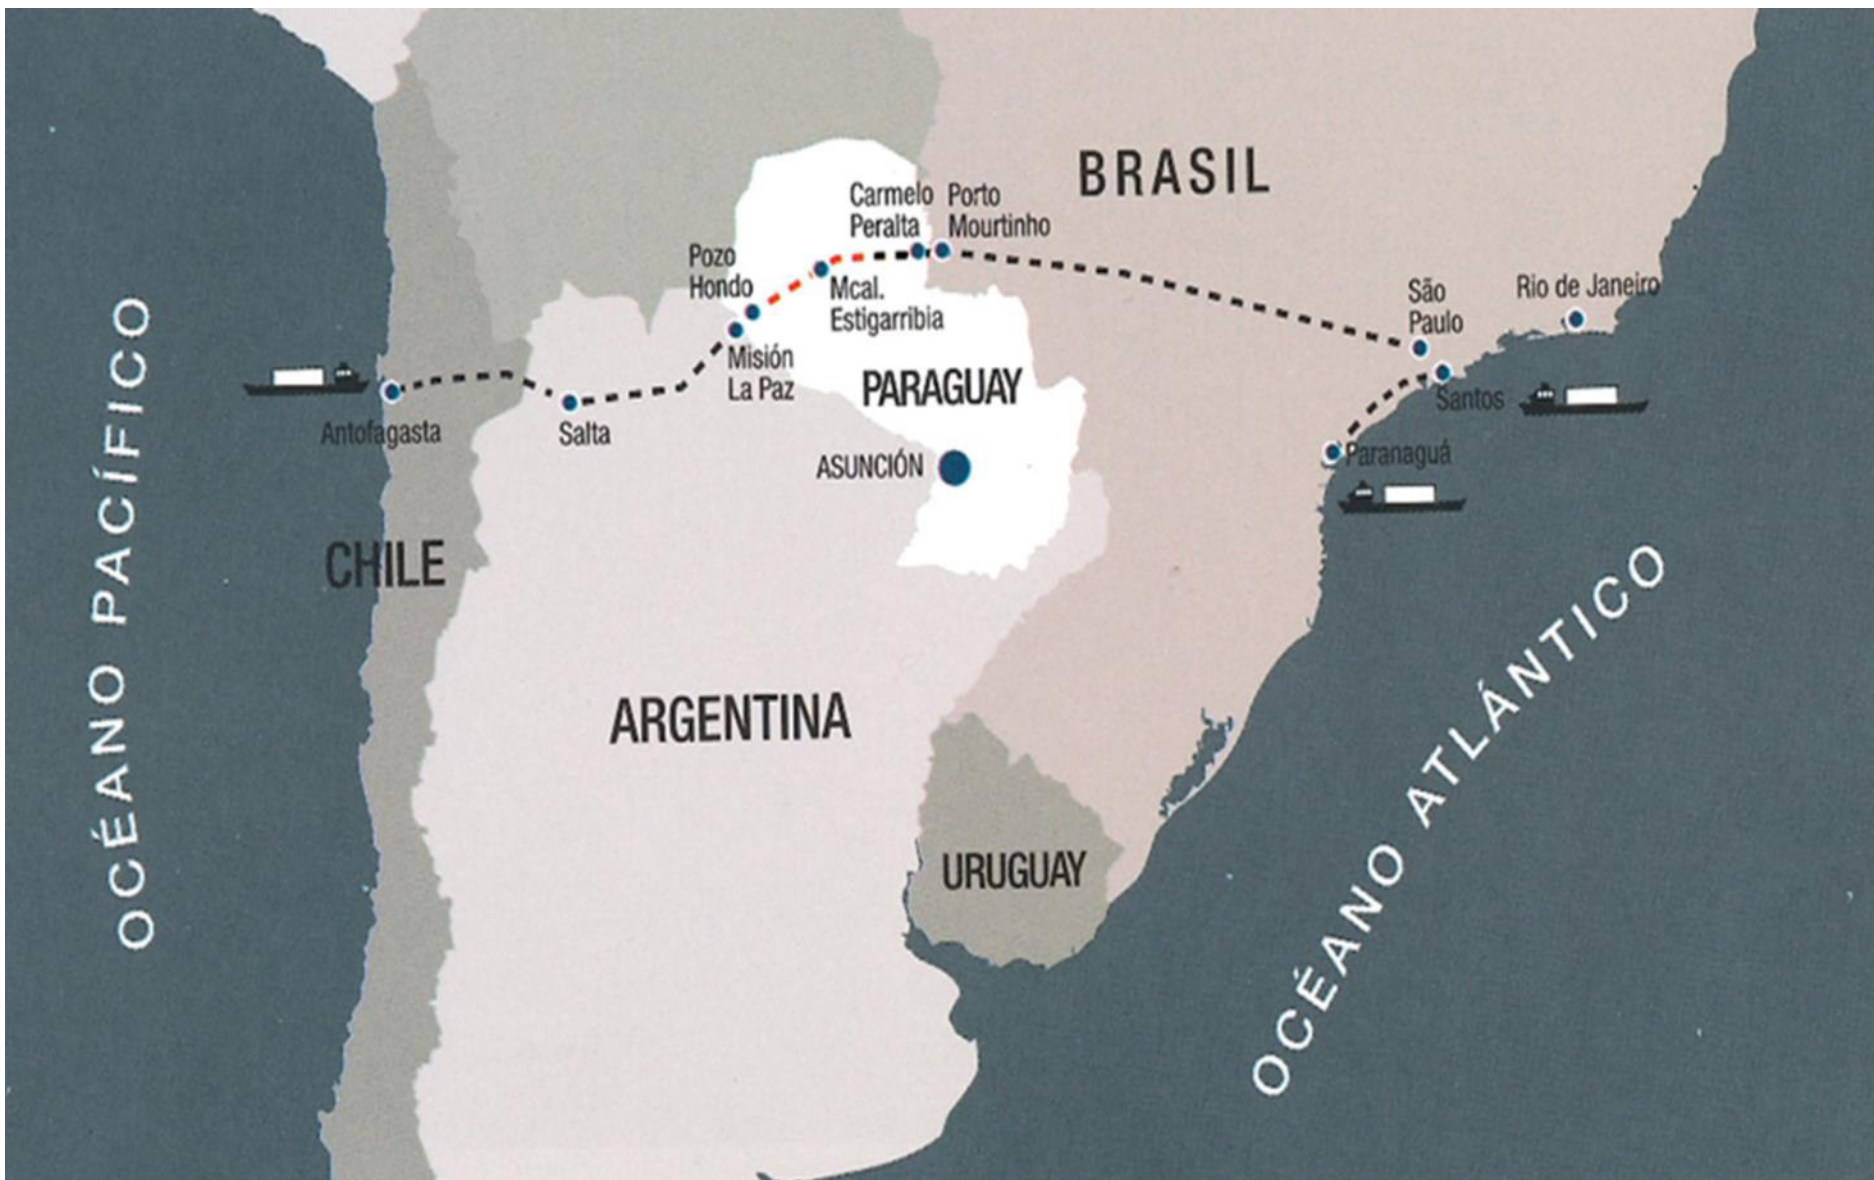 BRASIL
Carmelo
Peralta
Porto
Mourtinho
Pozo
Hondo
Mcal.
Estigarribia
Misión
La Paz
São
Paulo
Rio de Janeiro
Santos
Paranaguá
PARAGUAY
ASUNCIÓN
Antofagasta
Salta
CHILE
ARGENTINA
URUGUAY
OCÉANO PACÍFICO
OCÉANO ATLÁNTICO